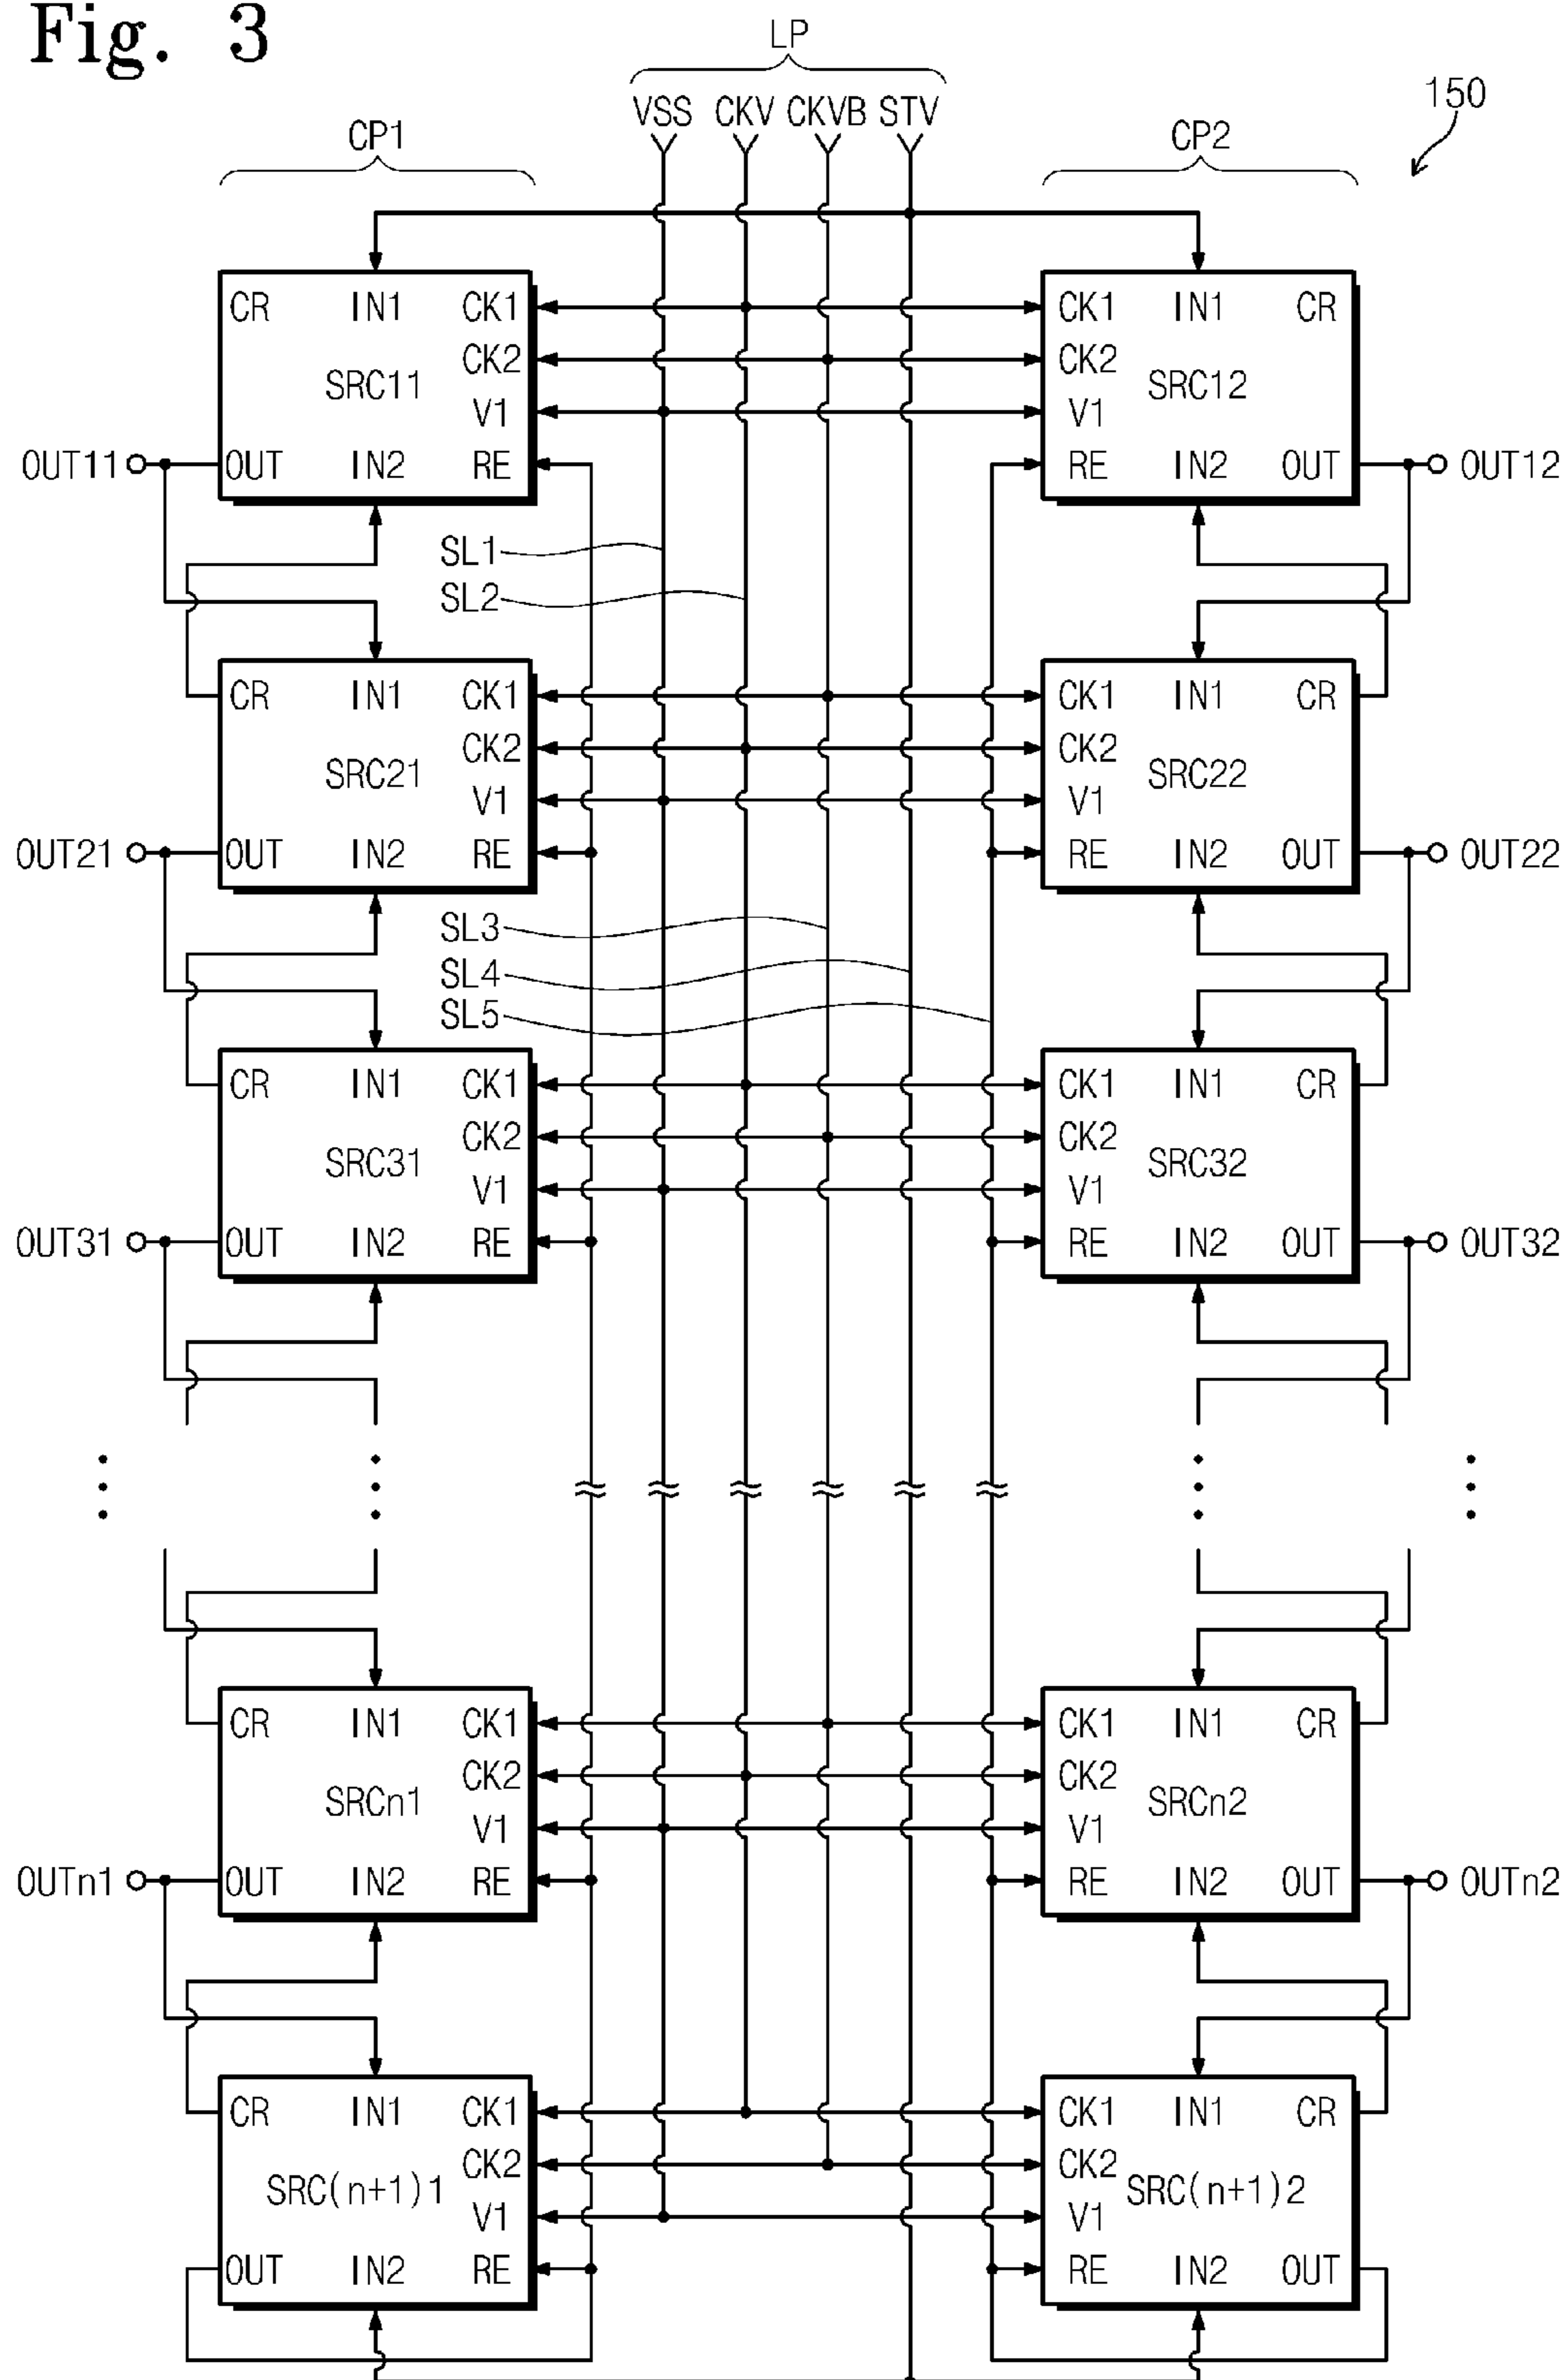 Fig. 3
LP
VSS CKV CKVB STV
150
CP1
CP2
CR IN1 CK1
CK2
SRC11
V1
OUT IN2 RE
OUT11
CK1 IN1 CR
CK2
SRC12
V1
RE IN2 OUT
OUT12
SL1
SL2
CR IN1 CK1
CK2
SRC21
V1
OUT IN2 RE
OUT21
CK1 IN1 CR
CK2
SRC22
V1
RE IN2 OUT
OUT22
SL3
SL4
SL5
CR IN1 CK1
CK2
SRC31
V1
OUT IN2 RE
OUT31
CK1 IN1 CR
CK2
SRC32
V1
RE IN2 OUT
OUT32
CR IN1 CK1
CK2
SRCn1
V1
OUT IN2 RE
OUTn1
CK1 IN1 CR
CK2
SRCn2
V1
RE IN2 OUT
OUTn2
CR IN1 CK1
CK2
SRC(n+1)1
V1
OUT IN2 RE
CK1 IN1 CR
CK2
SRC(n+1)2
V1
RE IN2 OUT